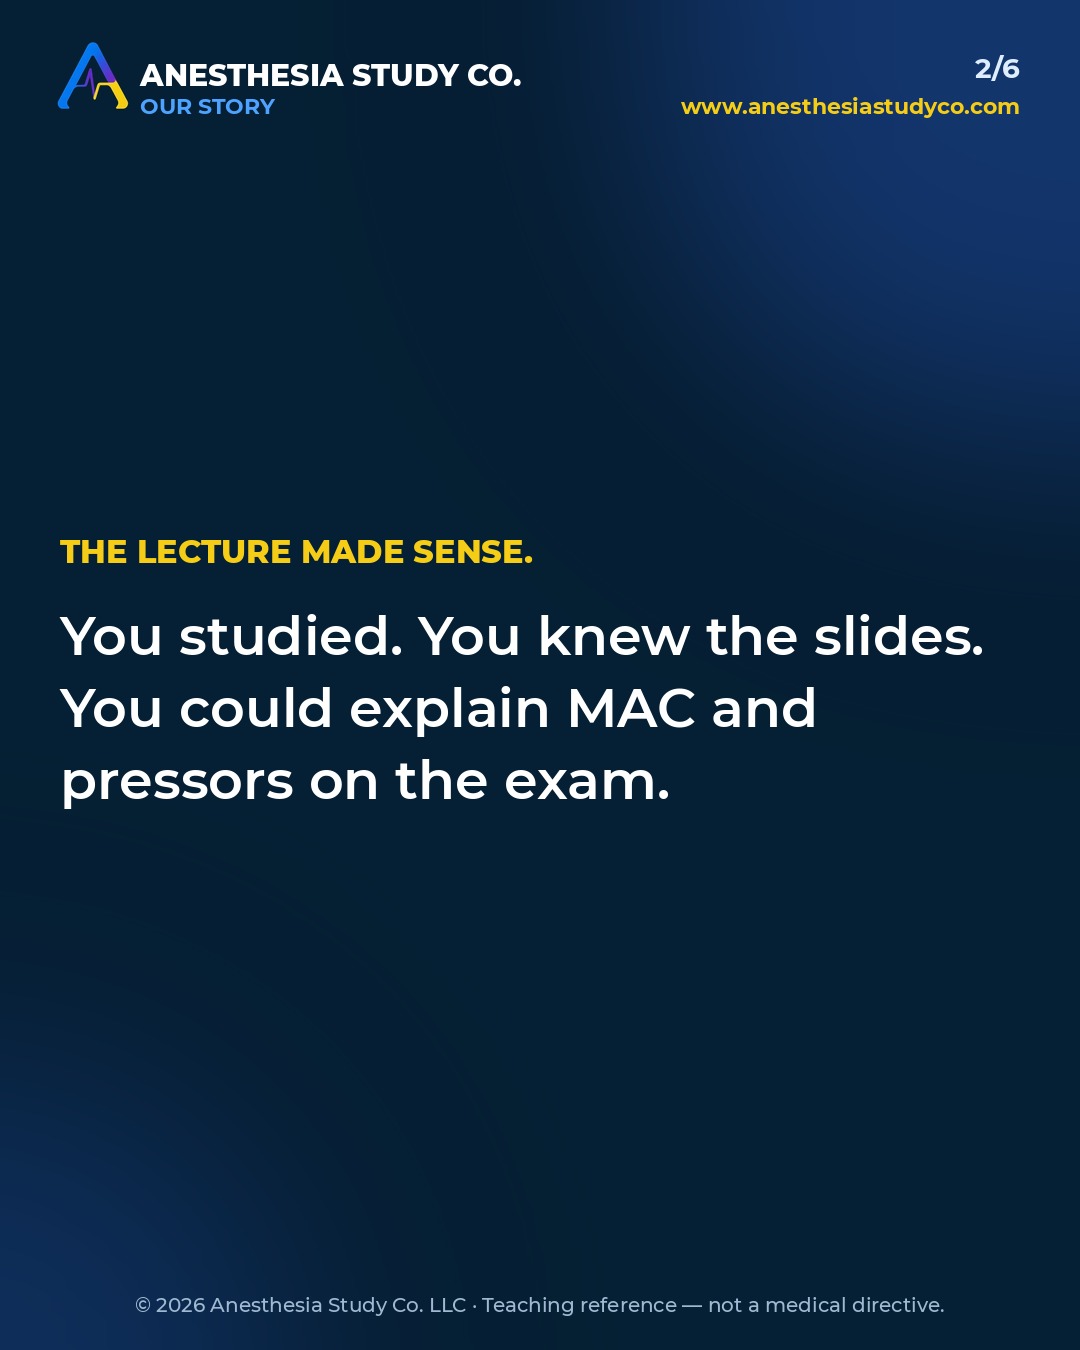 ANESTHESIA STUDY CO.
OUR STORY
2/6
www.anesthesiastudyco.com
THE LECTURE MADE SENSE.
You studied. You knew the slides.
You could explain MAC and
pressors on the exam.
© 2026 Anesthesia Study Co. LLC · Teaching reference — not a medical directive.